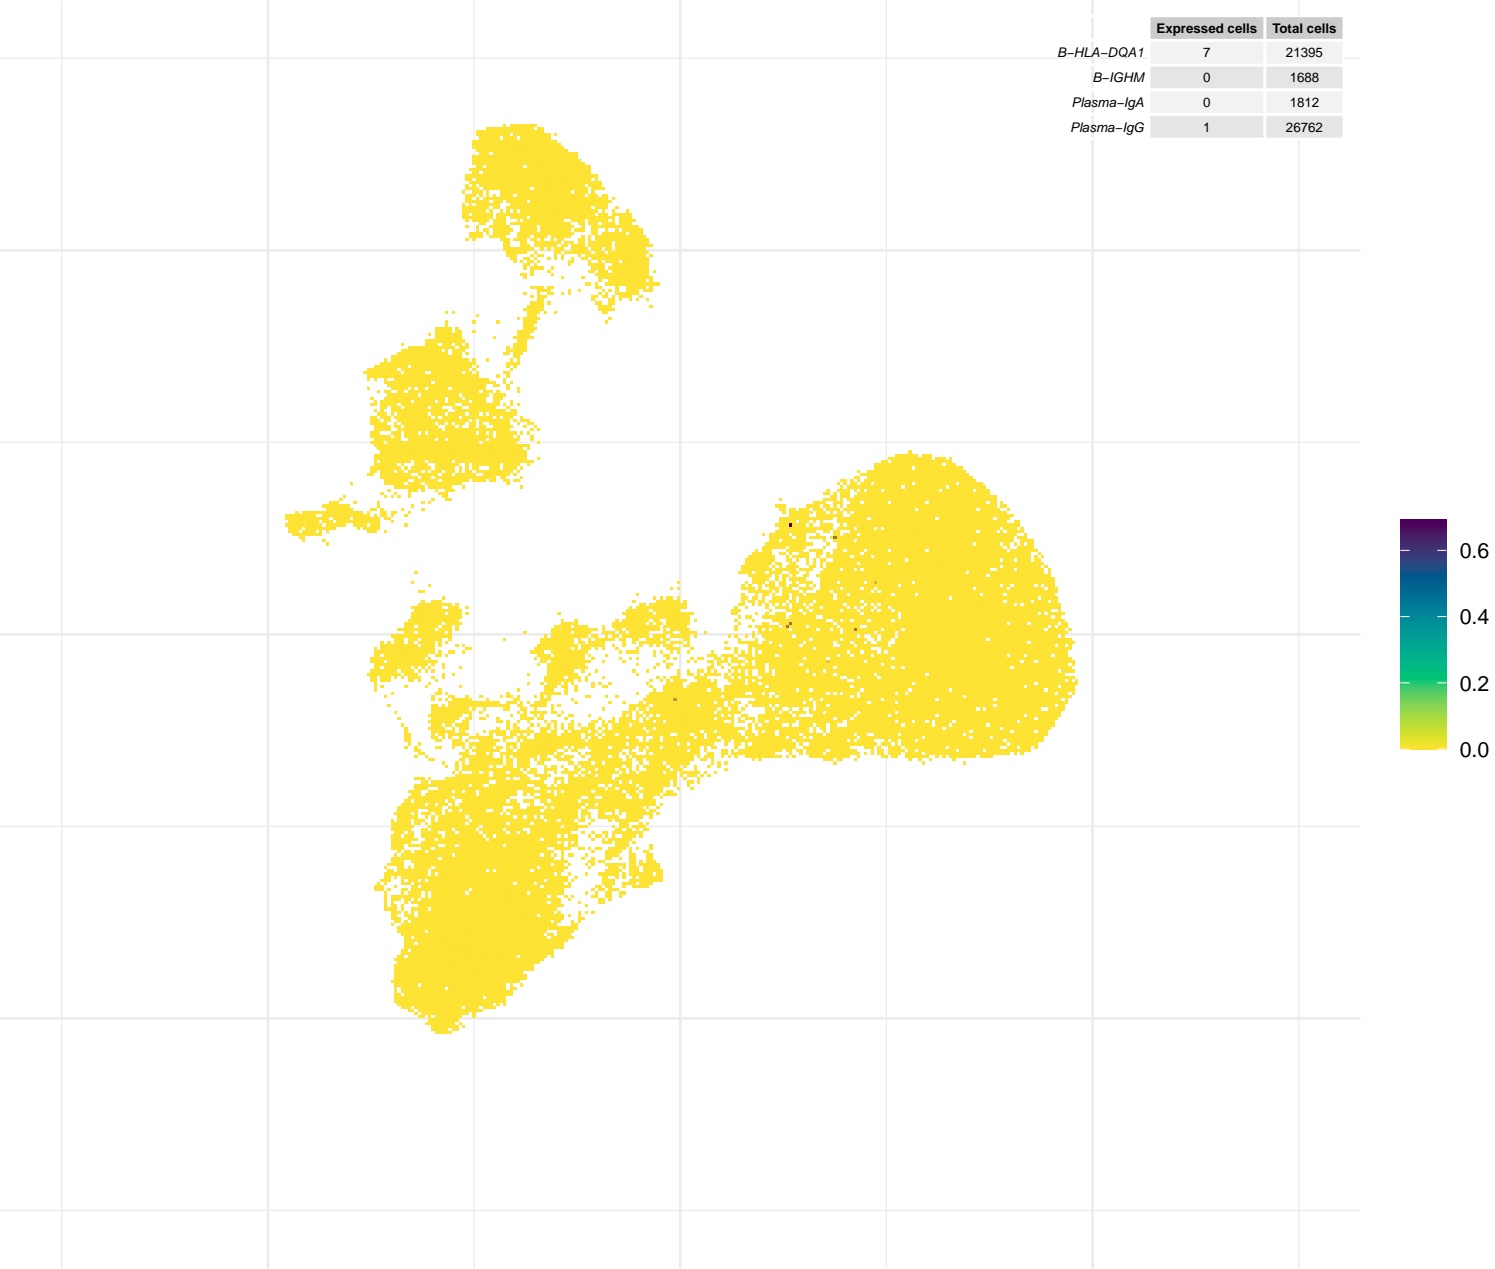 Expressed cells Total cells
B−HLA−DQA1 7 21395
B−IGHM 0 1688
Plasma−IgA 0 1812
Plasma−IgG 1 26762
0.6
0.4
0.2
0.0